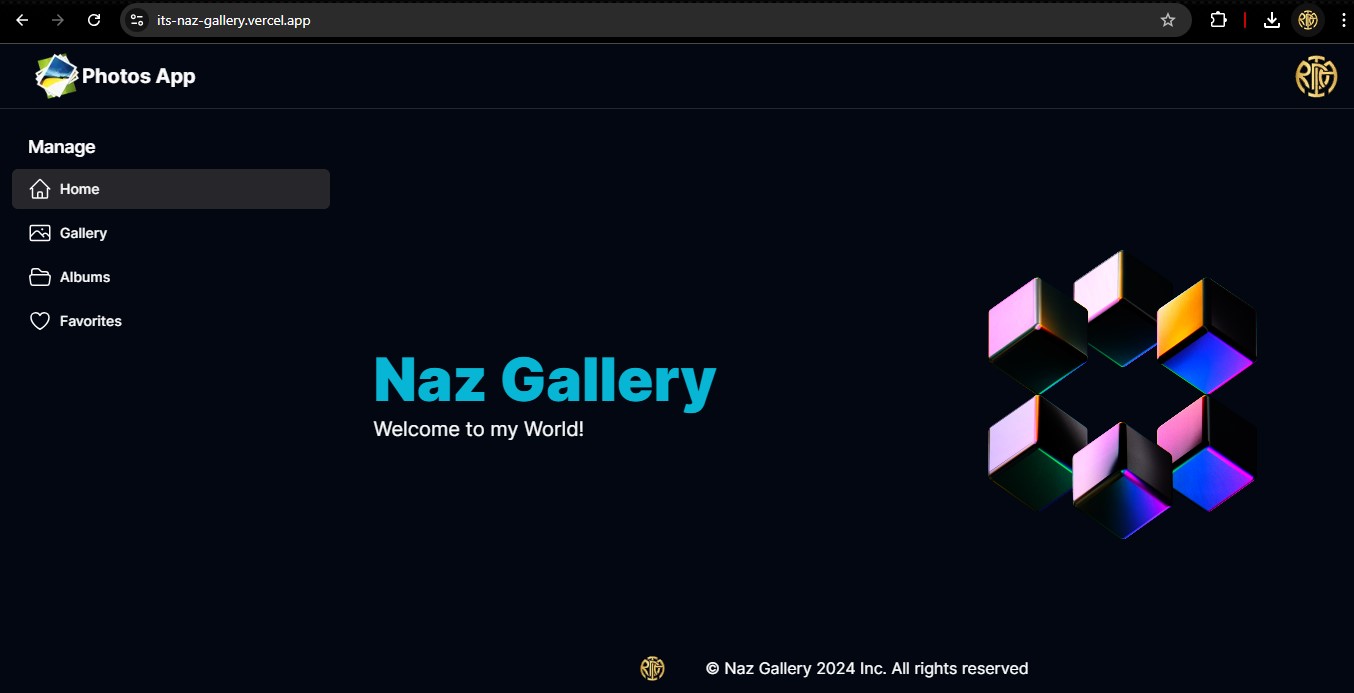 its-naz-gallery.vercel.app
Photos App
Manage
Home
Gallery
Albums
Favorites
Naz Gallery
Welcome to my World!
© Naz Gallery 2024 Inc. All rights reserved